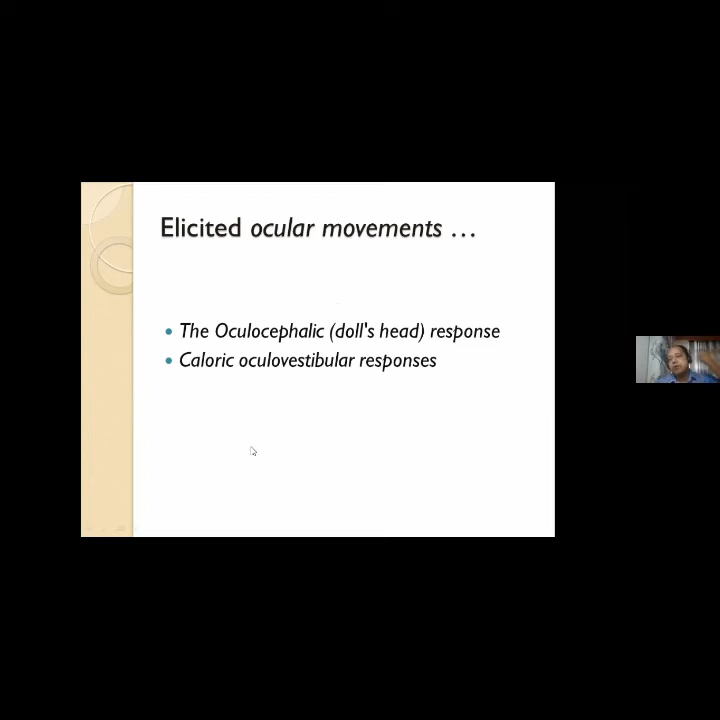 Elicited ocular movements ...
The Oculocephalic (doll's head) response
Caloric oculovestibular responses